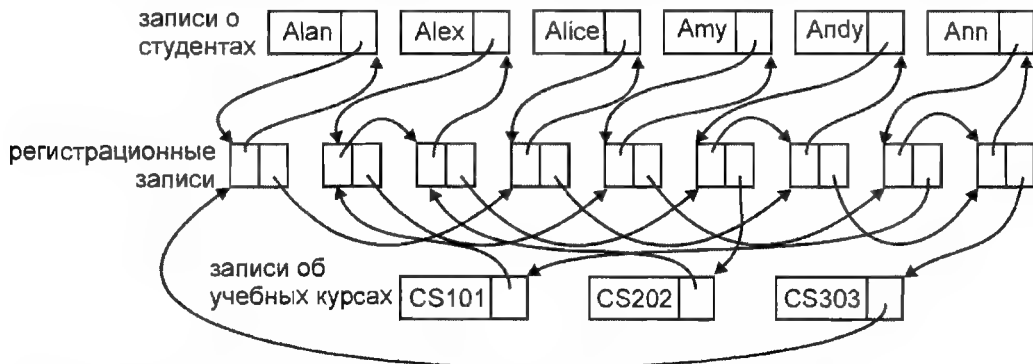 записи о
студентах
Alan Alex Alice Amy Andy Ann
регистрационные
записи
записи об
учебных курсах
CS101 CS202 CS303